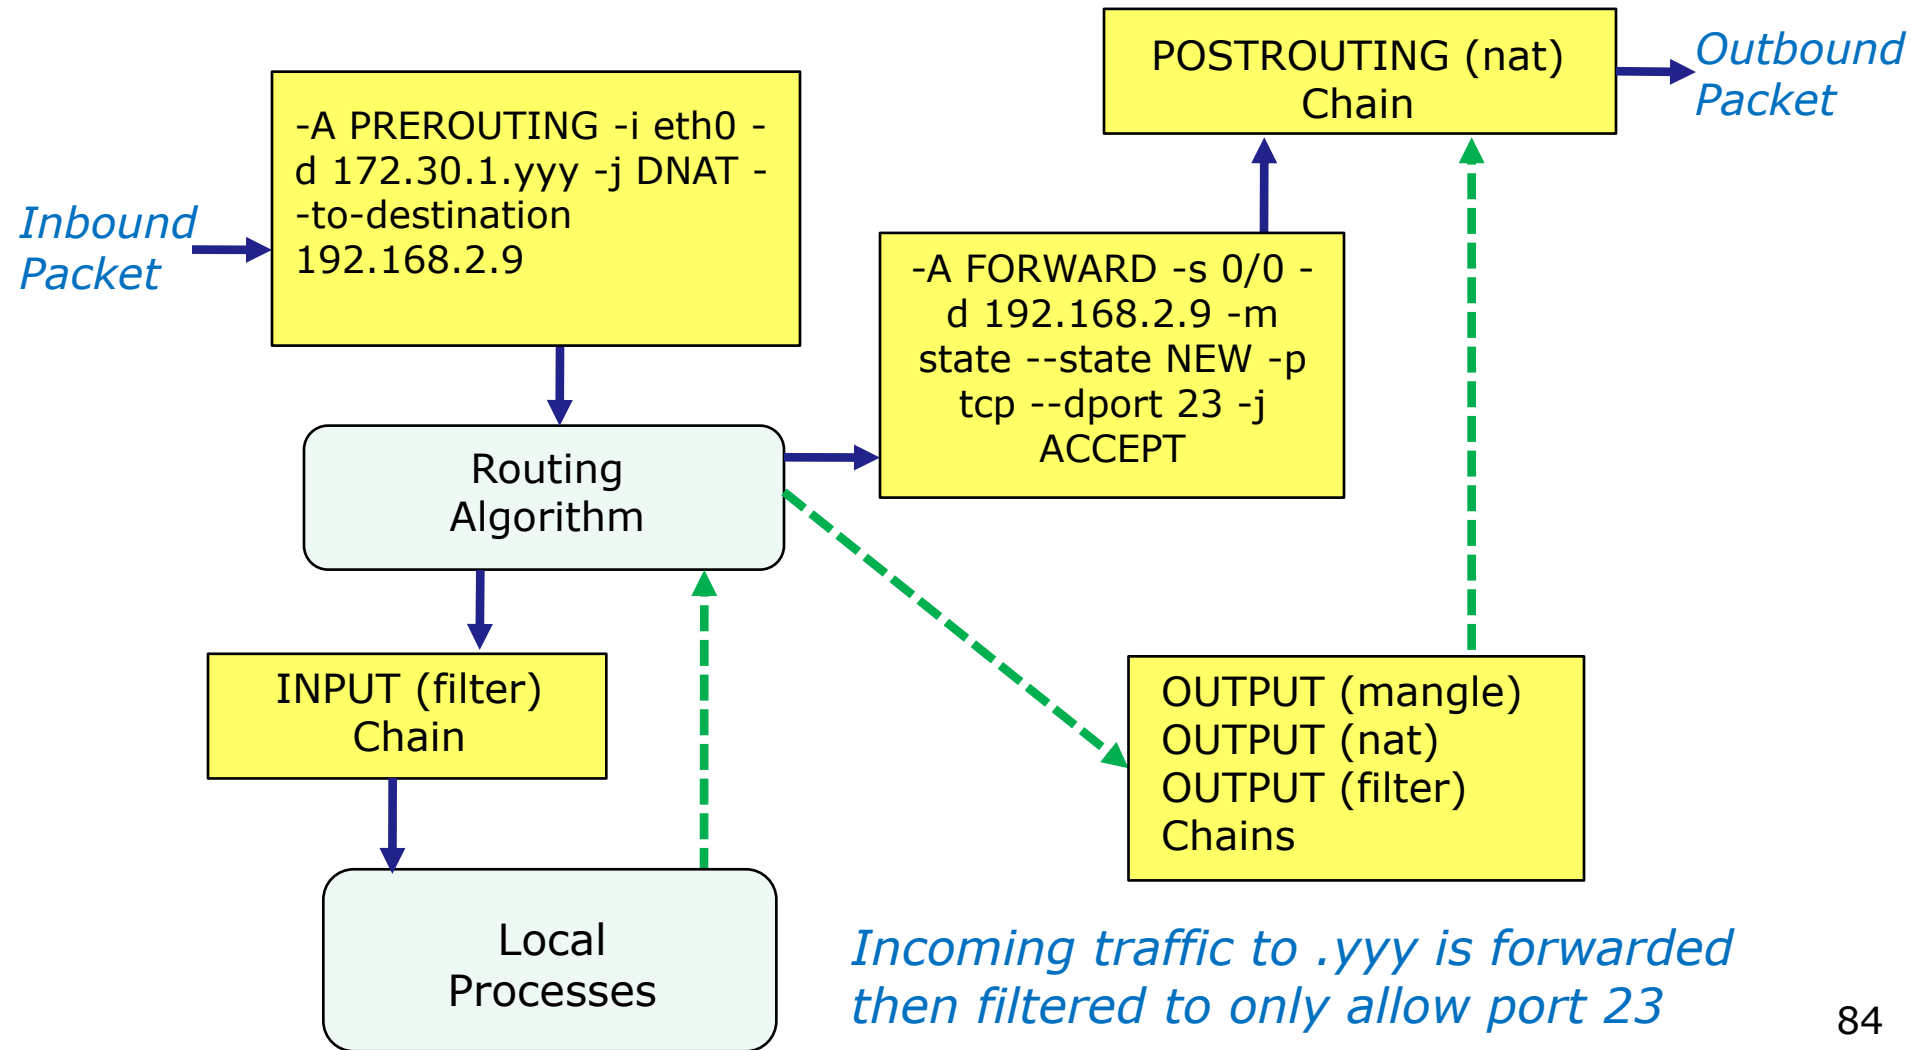 Inbound
Packet
-A PREROUTING -i eth0 -
d 172.30.1.yyy -j DNAT -
-to-destination
192.168.2.9
POSTROUTING (nat)
Chain
Outbound
Packet
-A FORWARD -s 0/0 -
d 192.168.2.9 -m
state --state NEW -p
tcp --dport 23 -j
ACCEPT
Routing
Algorithm
INPUT (filter)
Chain
OUTPUT (mangle)
OUTPUT (nat)
OUTPUT (filter)
Chains
Local
Processes
Incoming traffic to .yyy is forwarded
then filtered to only allow port 23
84